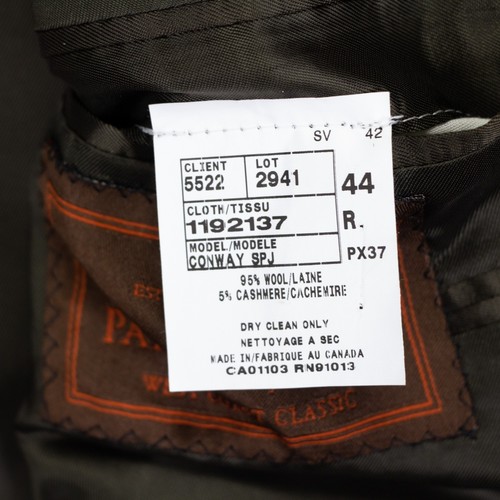 SV 42
CLIENT LOT
5522 2941 44
CLOTH/TISSU
1192137 R.
MODEL/MODELE
CONWAY SPJ PX37
95% WOOL/LAINE
5% CASHMERE/CACHEMIRE
DRY CLEAN ONLY
NETTOYAGE A SEC
MADE IN/FABRIQUE AU CANADA
CA01103 RN91013
CLASSIC